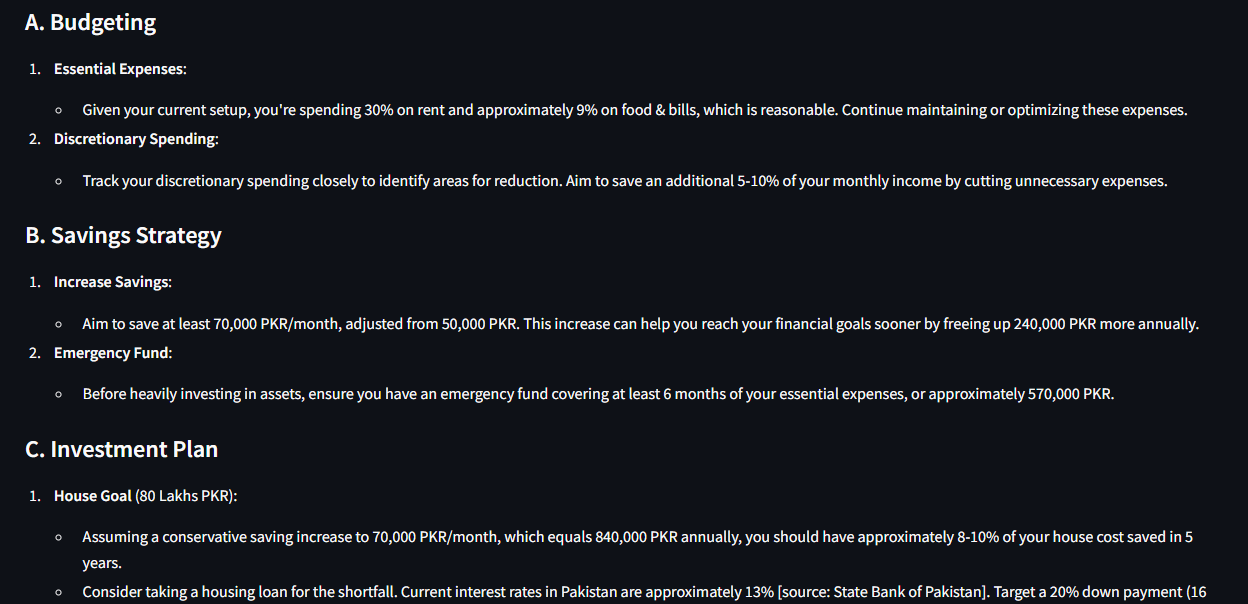 A. Budgeting
1. Essential Expenses:
○ Given your current setup, you're spending 30% on rent and approximately 9% on food & bills, which is reasonable. Continue maintaining or optimizing these expenses.
2. Discretionary Spending:
○ Track your discretionary spending closely to identify areas for reduction. Aim to save an additional 5-10% of your monthly income by cutting unnecessary expenses.
B. Savings Strategy
1. Increase Savings:
○ Aim to save at least 70,000 PKR/month, adjusted from 50,000 PKR. This increase can help you reach your financial goals sooner by freeing up 240,000 PKR more annually.
2. Emergency Fund:
○ Before heavily investing in assets, ensure you have an emergency fund covering at least 6 months of your essential expenses, or approximately 570,000 PKR.
C. Investment Plan
1. House Goal (80 Lakhs PKR):
○ Assuming a conservative saving increase to 70,000 PKR/month, which equals 840,000 PKR annually, you should have approximately 8-10% of your house cost saved in 5
years.
○ Consider taking a housing loan for the shortfall. Current interest rates in Pakistan are approximately 13% [source: State Bank of Pakistan]. Target a 20% down payment (16